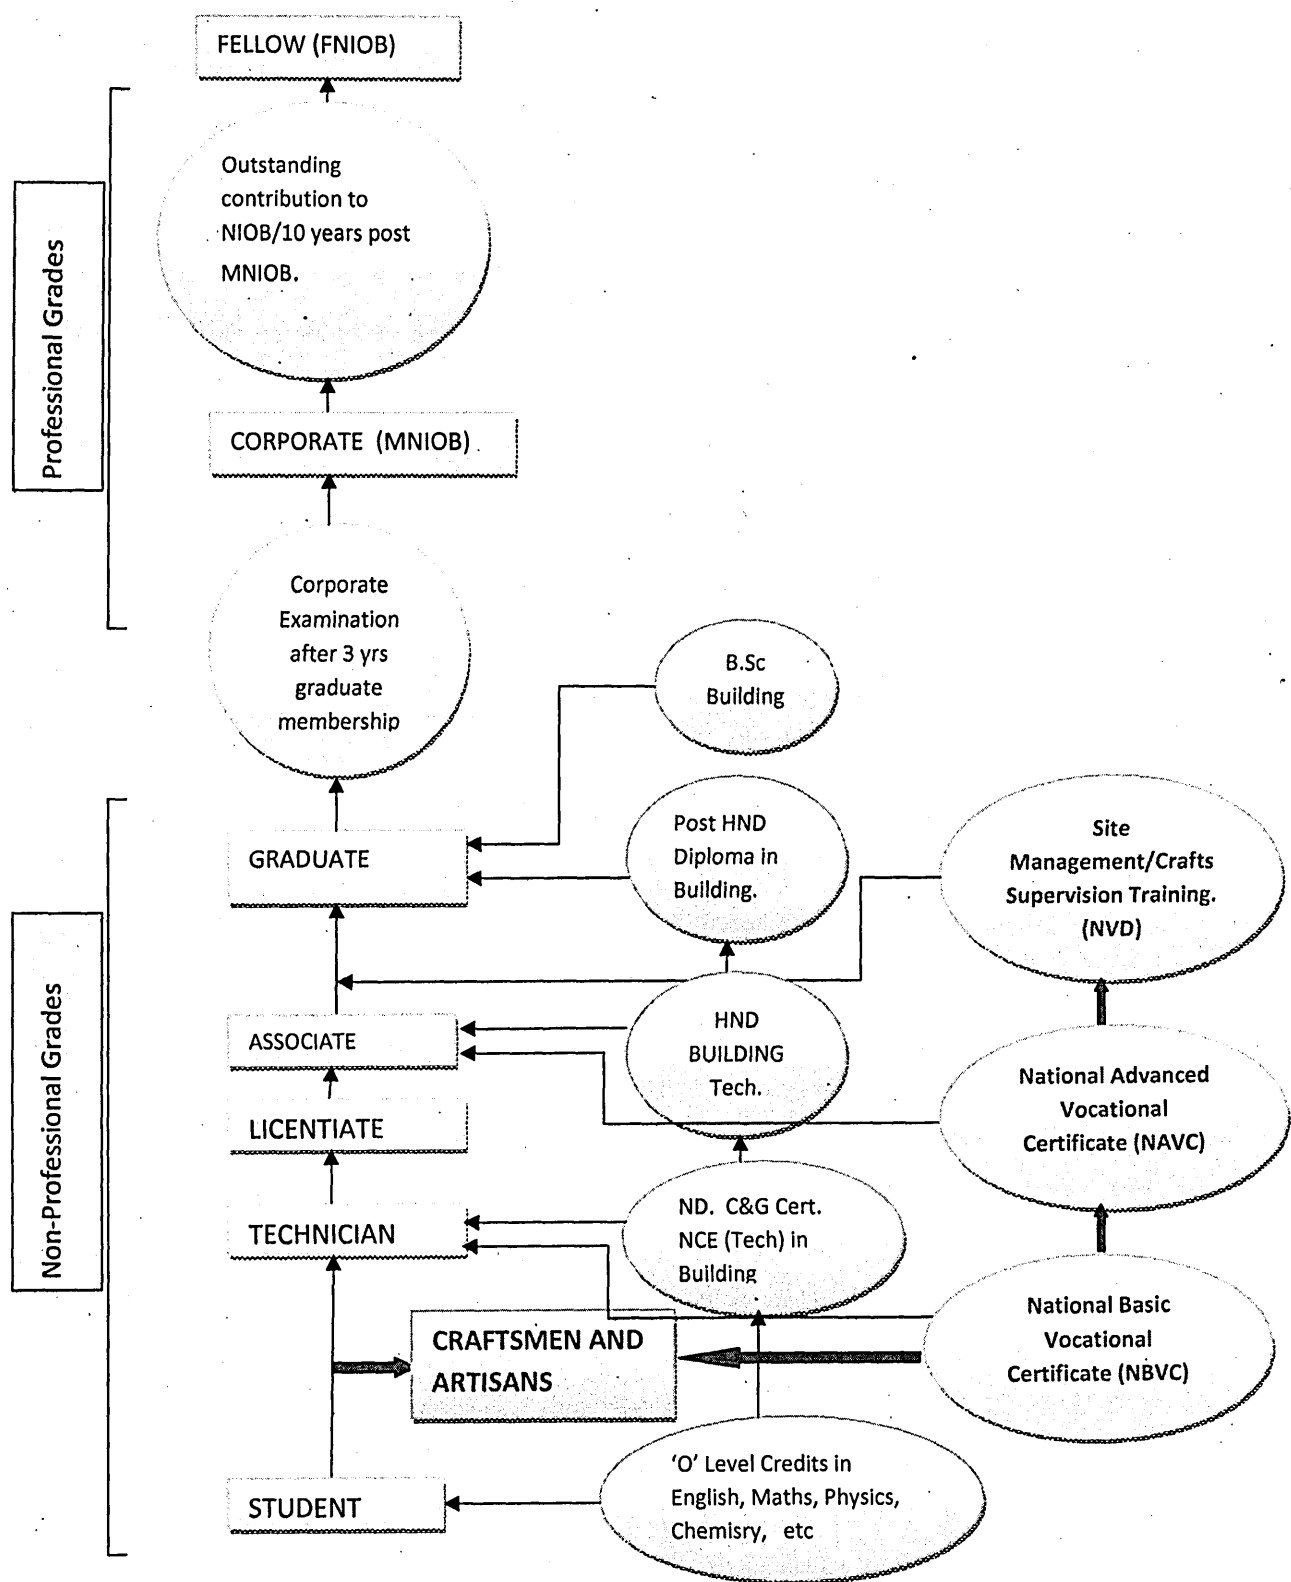 FELLOW (FNIOB)
Outstanding
contribution to
NIOB/10 years post
MNIOB.
Professional Grades
CORPORATE (MNIOB)
Corporate
Examination
after 3 yrs
graduate
membership
B.Sc
Building
GRADUATE
Post HND
Diploma in
Building.
Site
Management/Crafts
Supervision Training.
(NVD)
Non-Professional Grades
ASSOCIATE
HND
BUILDING
Tech.
National Advanced
Vocational
Certificate (NAVC)
LICENTIATE
TECHNICIAN
ND. C&G Cert.
NCE (Tech) in
Building
National Basic
Vocational
Certificate (NBVC)
CRAFTSMEN AND
ARTISANS
STUDENT
‘O’ Level Credits in
English, Maths, Physics,
Chemisry, etc